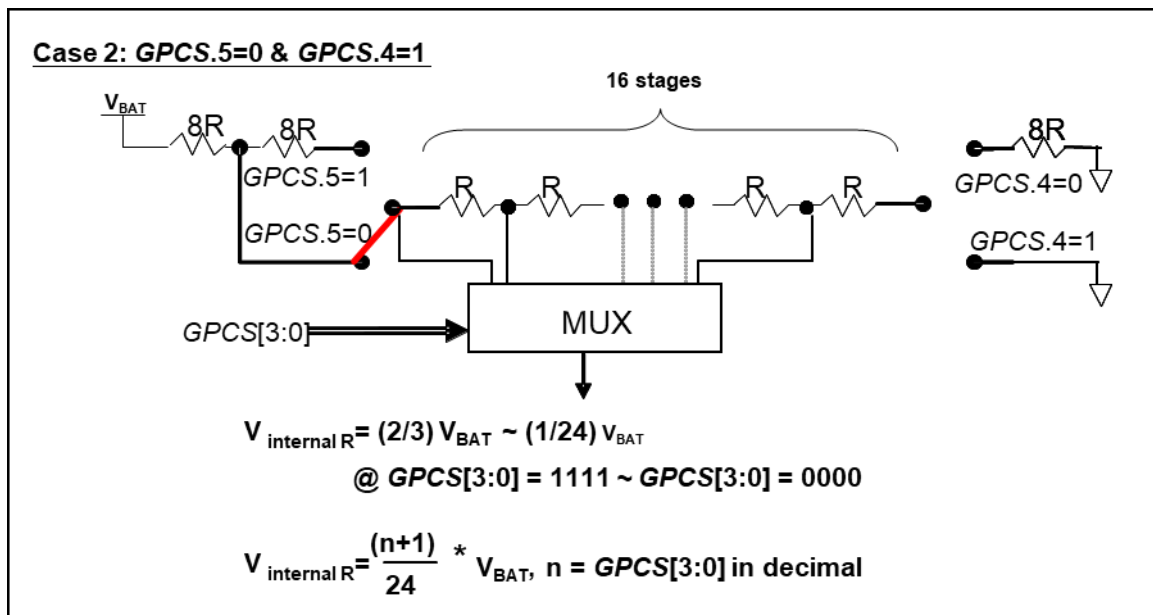 Case 2: GPCS.5=0 & GPCS.4=1
16 stages
VBAT
8R
8R
8R
GPCS.5=1
GPCS.4=0
R
R
R
R
GPCS.5=0
GPCS.4=1
MUX
GPCS[3:0]
V internal R= (2/3) VBAT ~ (1/24) VBAT
@ GPCS[3:0] = 1111 ~ GPCS[3:0] = 0000
V internal R= (n+1)/24 * VBAT, n = GPCS[3:0] in decimal